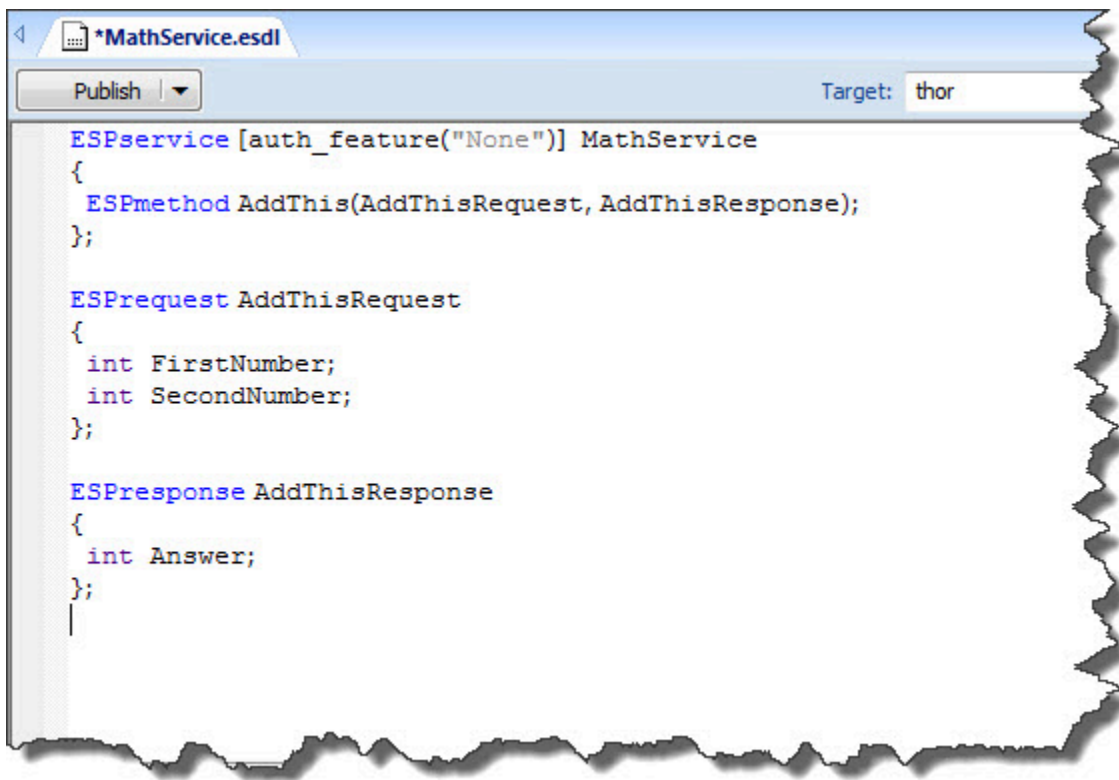 *MathService.esdl
Publish
Target: thor
ESPservice [auth_feature("None")] MathService
{
ESPmethod AddThis(AddThisRequest, AddThisResponse);
};
ESPrequest AddThisRequest
{
int FirstNumber;
int SecondNumber;
};
ESPresponse AddThisResponse
{
int Answer;
};